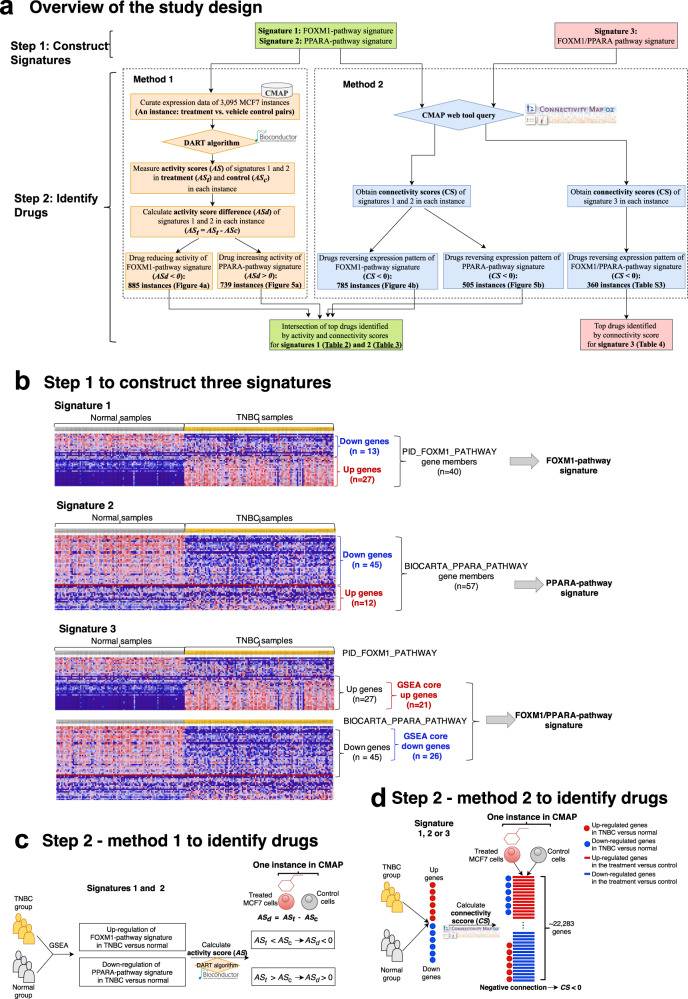 a Overview of the study design
Step 1: Construct
Signatures
Signature 1: FOXM1-pathway signature
Signature 2: PPARA-pathway signature
Signature 3:
FOXM1/PPARA pathway signature
Step 2: Identify
Drugs
Method 1
CMAP
Curate expression data of 3,095 MCF7 instances
(An instance: treatment vs. vehicle control pairs)
DART algorithm
Bioconductor
Measure activity scores (AS) of signatures 1 and 2
in treatment (ASt) and control (ASc)
in each instance
Calculate activity score difference (ASd) of
signatures 1 and 2 in each instance
(ASt = ASt - ASc)
Drug reducing activity of
FOXM1-pathway signature
(ASd < 0):
885 instances (Figure 4a)
Drug increasing activity of
PPARA-pathway signature
(ASd > 0):
739 instances (Figure 5a)
Method 2
CMAP web tool query
CONNECTIVITY MAP 02
Obtain connectivity scores (CS) of
signatures 1 and 2 in each instance
Obtain connectivity scores (CS) of
signature 3 in each instance
Drugs reversing expression pattern of
FOXM1-pathway signature
(CS < 0):
785 instances (Figure 4b)
Drugs reversing expression pattern of
PPARA-pathway signature
(CS < 0):
505 instances (Figure 5b)
Drugs reversing expression pattern of
FOXM1/PPARA-pathway signature
(CS < 0):
360 instances (Table S3)
Intersection of top drugs identified
by activity and connectivity scores
for signatures 1 (Table 2) and 2 (Table 3)
Top drugs identified
by connectivity score
for signature 3 (Table 4)
b Step 1 to construct three signatures
Signature 1
Normal samples
TNBC samples
Down genes
(n = 13)
Up genes
(n=27)
PID_FOXM1_PATHWAY
gene members
(n=40)
FOXM1-pathway
signature
Signature 2
Normal samples
TNBC samples
Down genes
(n = 45)
Up genes
(n=12)
BIOCARTA_PPARA_PATHWAY
gene members
(n=57)
PPARA-pathway
signature
Signature 3
Normal samples
TNBC samples
PID_FOXM1_PATHWAY
Up genes
(n=27)
GSEA core
up genes
(n=21)
BIOCARTA_PPARA_PATHWAY
Down genes
(n = 45)
GSEA core
down genes
(n = 26)
FOXM1/PPARA-pathway
signature
c Step 2 - method 1 to identify drugs
TNBC
group
Normal
group
GSEA
Signatures 1 and 2
Up-regulation of
FOXM1-pathway signature
in TNBC versus normal
Down-regulation of
PPARA-pathway signature
in TNBC versus normal
Calculate
activity score (AS)
DART algorithm
Bioconductor
One instance in CMAP
Treated
MCF7 cells
Control
cells
ASd = ASt - ASc
ASt < ASc → ASd < 0
ASt > ASc → ASd > 0
d Step 2 - method 2 to identify drugs
Signature
1, 2 or 3
TNBC
group
Normal
group
Up
genes
Down
genes
Calculate
connectivity
score (CS)
CONNECTIVITY MAP 02
One instance in CMAP
Treated
MCF7 cells
Control
cells
~22,283
genes
Negative connection → CS < 0
Up-regulated genes
in TNBC versus normal
Down-regulated genes
in TNBC versus normal
Up-regulated genes
in the treatment versus control
Down-regulated genes
in the treatment versus control